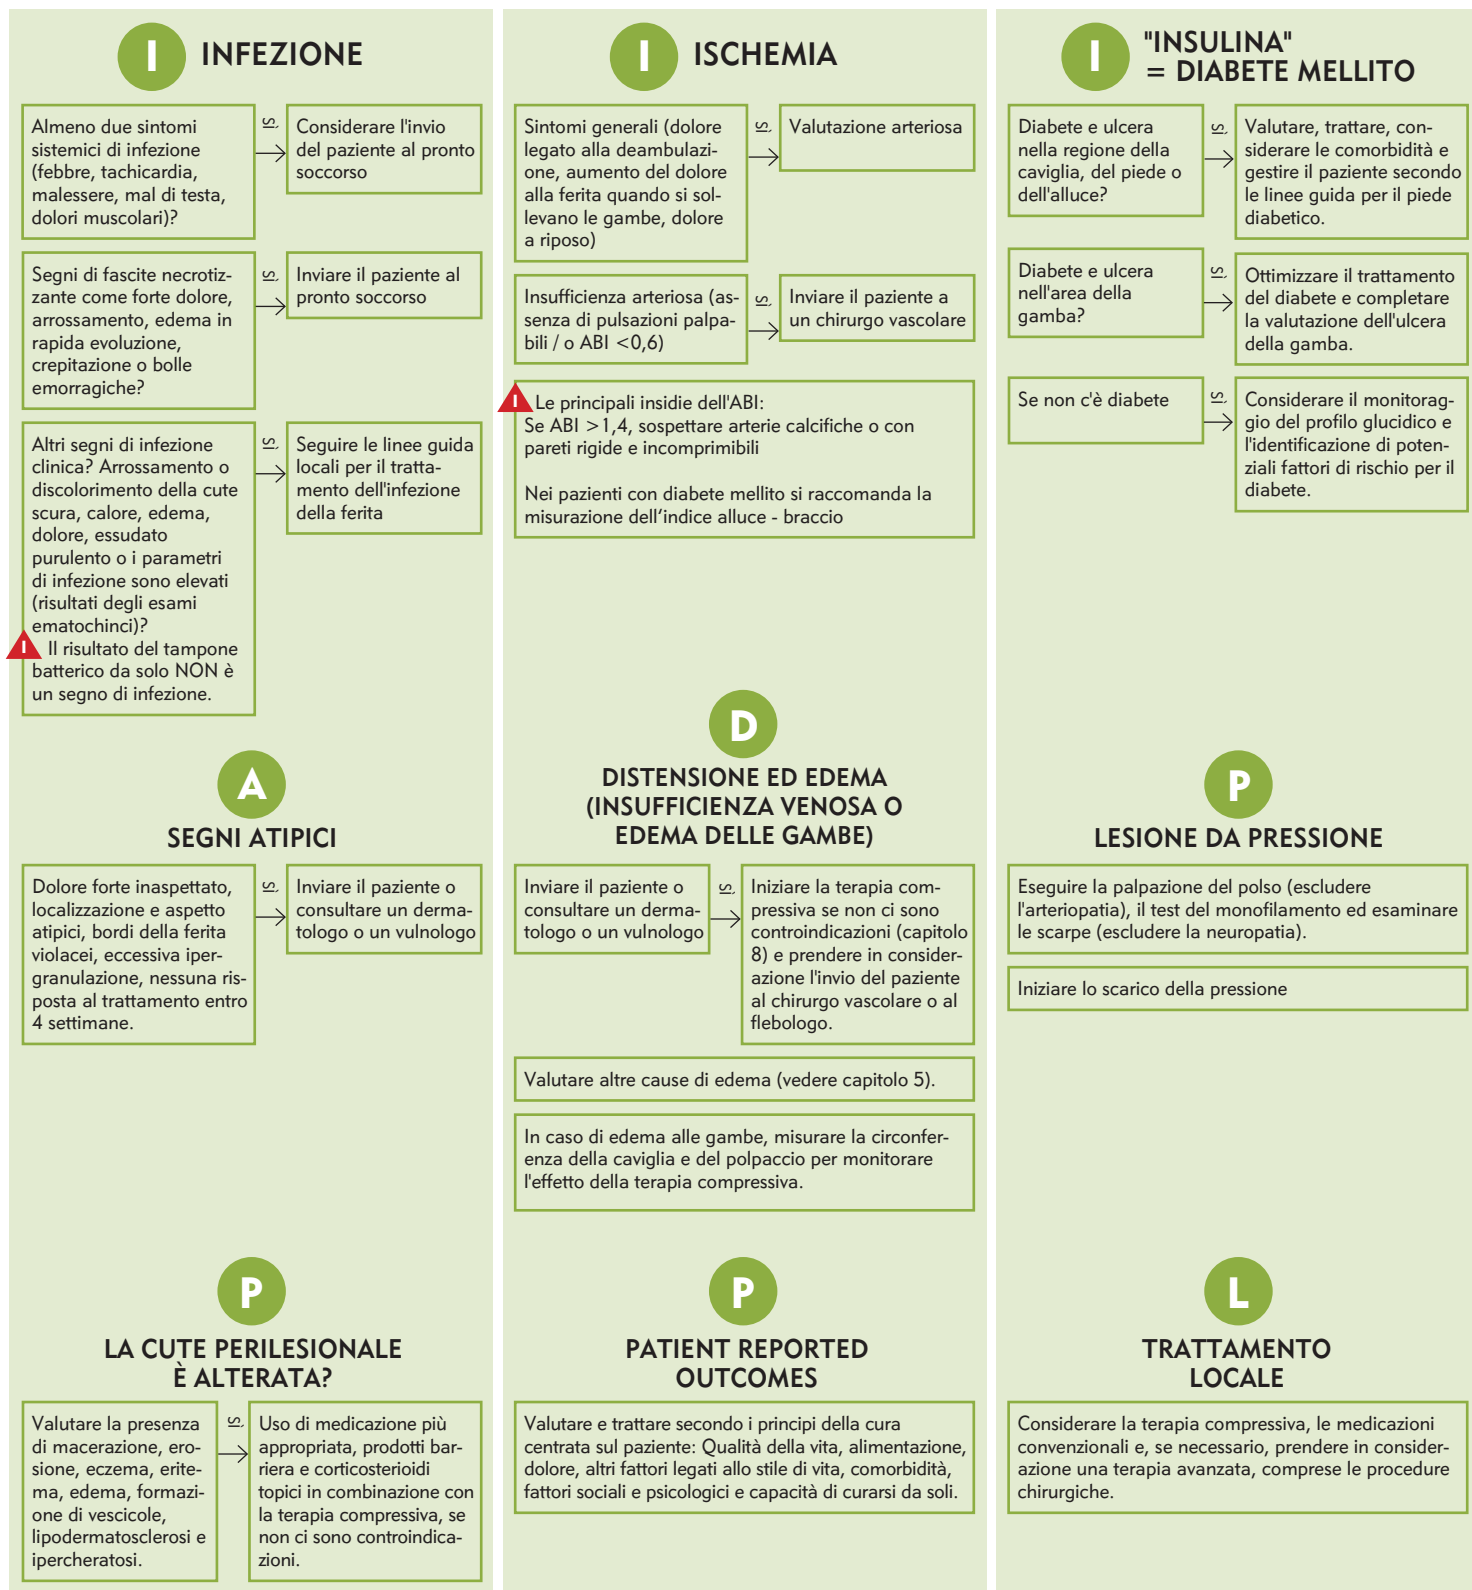 I
INFEZIONE
Almeno due sintomi
sistemici di infezione
(febbre, tachicardia,
malessere, mal di testa,
dolori muscolari)?
SÌ
Considerare l'invio
del paziente al pronto
soccorso
Segni di fascite necrotiz-
zante come forte dolore,
arrossamento, edema in
rapida evoluzione,
crepitazione o bolle
emorragiche?
SÌ
Inviare il paziente al
pronto soccorso
Altri segni di infezione
clinica? Arrossamento o
discolorimento della cute
scura, calore, edema,
dolore, essudato
purulento o i parametri
di infezione sono elevati
(risultati degli esami
ematochinci)?
! Il risultato del tampone
batterico da solo NON è
un segno di infezione.
SÌ
Seguire le linee guida
locali per il tratta-
mento dell'infezione
della ferita
I
ISCHEMIA
Sintomi generali (dolore
legato alla deambulazi-
one, aumento del dolore
alla ferita quando si sol-
levano le gambe, dolore
a riposo)
SÌ
Valutazione arteriosa
Insufficienza arteriosa (as-
senza di pulsazioni palpa-
bili / o ABI <0,6)
SÌ
Inviare il paziente a
un chirurgo vascolare
! Le principali insidie dell'ABI:
Se ABI >1,4, sospettare arterie calcifiche o con
pareti rigide e incomprimibili
Nei pazienti con diabete mellito si raccomanda la
misurazione dell’indice alluce - braccio
I
"INSULINA"
= DIABETE MELLITO
Diabete e ulcera
nella regione della
caviglia, del piede o
dell'alluce?
SÌ
Valutare, trattare, con-
siderare le comorbidità e
gestire il paziente secondo
le linee guida per il piede
diabetico.
Diabete e ulcera
nell'area della
gamba?
SÌ
Ottimizzare il trattamento
del diabete e completare
la valutazione dell'ulcera
della gamba.
Se non c'è diabete
SÌ
Considerare il monitorag-
gio del profilo glucidico e
l'identificazione di poten-
ziali fattori di rischio per il
diabete.
A
SEGNI ATIPICI
Dolore forte inaspettato,
localizzazione e aspetto
atipici, bordi della ferita
violacei, eccessiva iper-
granulazione, nessuna ris-
posta al trattamento entro
4 settimane.
SÌ
Inviare il paziente o
consultare un derma-
tologo o un vulnologo
D
DISTENSIONE ED EDEMA
(INSUFFICIENZA VENOSA O
EDEMA DELLE GAMBE)
Inviare il paziente o
consultare un derma-
tologo o un vulnologo
SÌ
Iniziare la terapia com-
pressiva se non ci sono
controindicazioni (capitolo
8) e prendere in consider-
azione l'invio del paziente
al chirurgo vascolare o al
flebologo.
Valutare altre cause di edema (vedere capitolo 5).
In caso di edema alle gambe, misurare la circonfer-
enza della caviglia e del polpaccio per monitorare
l'effetto della terapia compressiva.
P
LESIONE DA PRESSIONE
Eseguire la palpazione del polso (escludere
l'arteriopatia), il test del monofilamento ed esaminare
le scarpe (escludere la neuropatia).
Iniziare lo scarico della pressione
P
LA CUTE PERILESIONALE
È ALTERATA?
Valutare la presenza
di macerazione, ero-
sione, eczema, erite-
ma, edema, formazi-
one di vescicole,
lipodermatosclerosi e
ipercheratosi.
SÌ
Uso di medicazione più
appropriata, prodotti bar-
riera e corticosterioidi
topici in combinazione con
la terapia compressiva, se
non ci sono controindica-
zioni.
P
PATIENT REPORTED
OUTCOMES
Valutare e trattare secondo i principi della cura
centrata sul paziente: Qualità della vita, alimentazione,
dolore, altri fattori legati allo stile di vita, comorbidità,
fattori sociali e psicologici e capacità di curarsi da soli.
L
TRATTAMENTO
LOCALE
Considerare la terapia compressiva, le medicazioni
convenzionali e, se necessario, prendere in consider-
azione una terapia avanzata, comprese le procedure
chirurgiche.